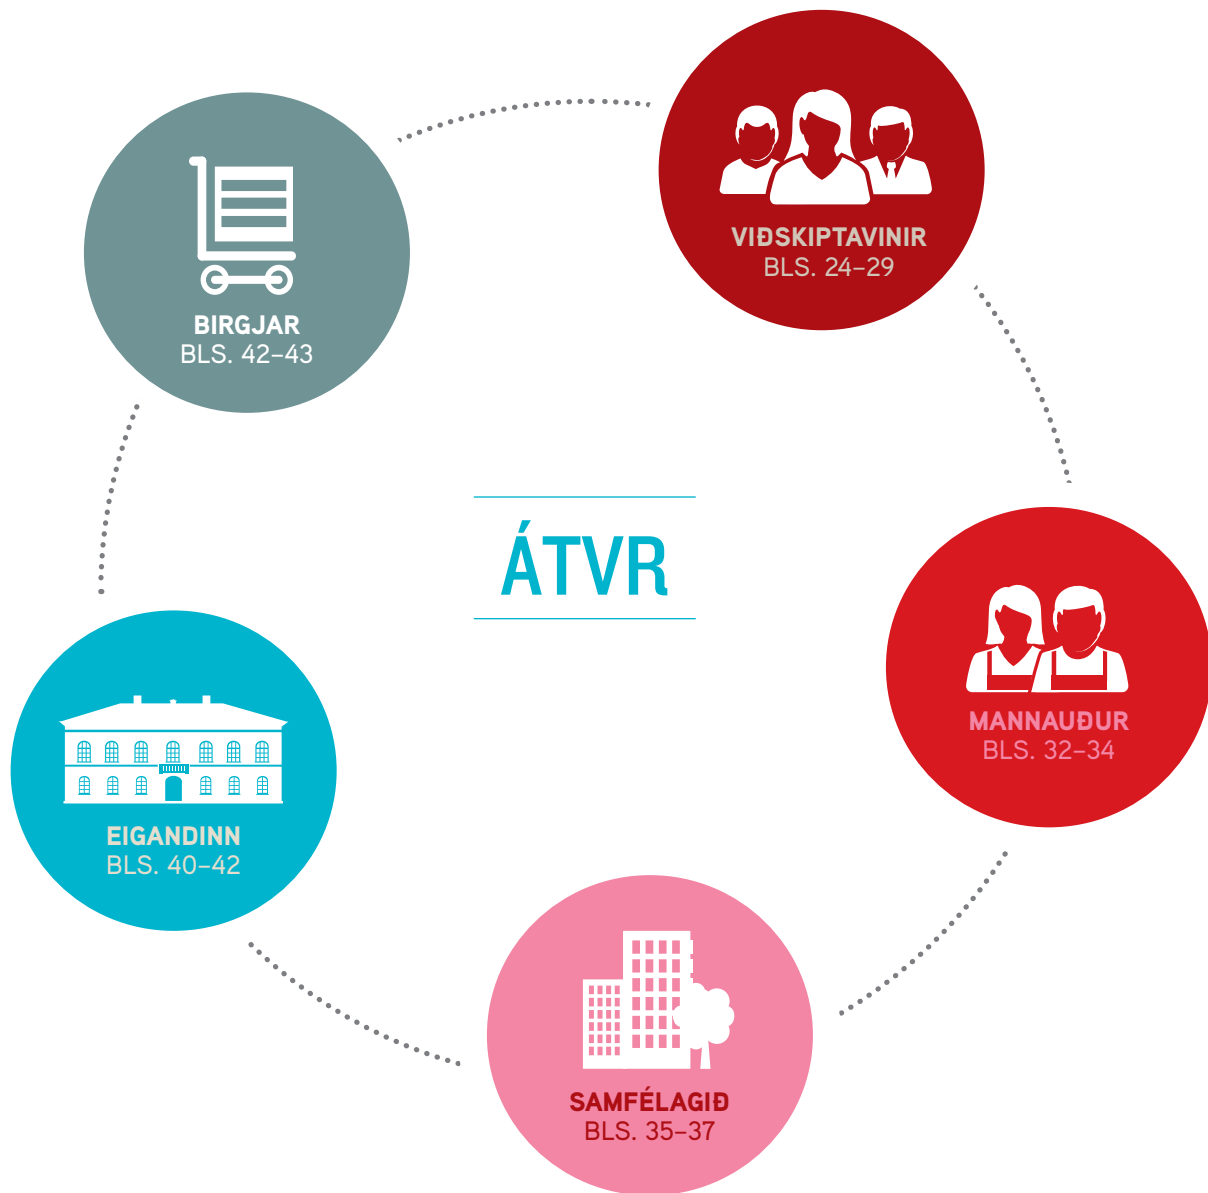 VIÐSKIPTAVINIR
BLS. 24–29
BIRGJAR
BLS. 42–43
ÁTVR
MANNAUÐUR
BLS. 32–34
EIGANDINN
BLS. 40–42
SAMFÉLAGIÐ
BLS. 35–37